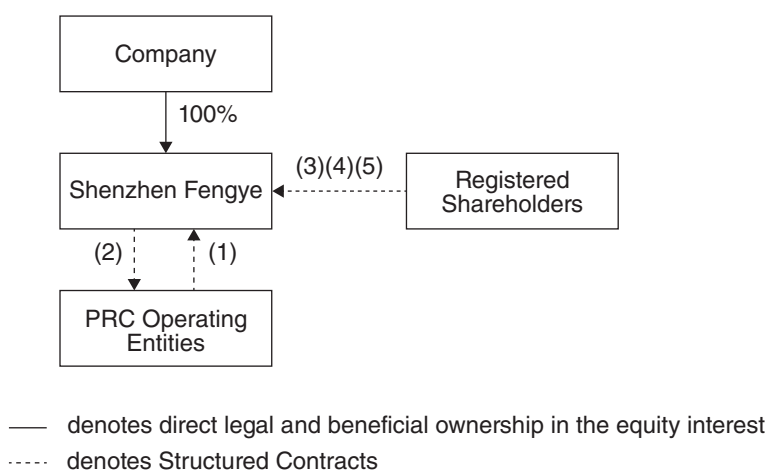 Company
100%
Shenzhen Fengye
(3)(4)(5)
Registered
Shareholders
(2)
(1)
PRC Operating
Entities
denotes direct legal and beneficial ownership in the equity interest
denotes Structured Contracts